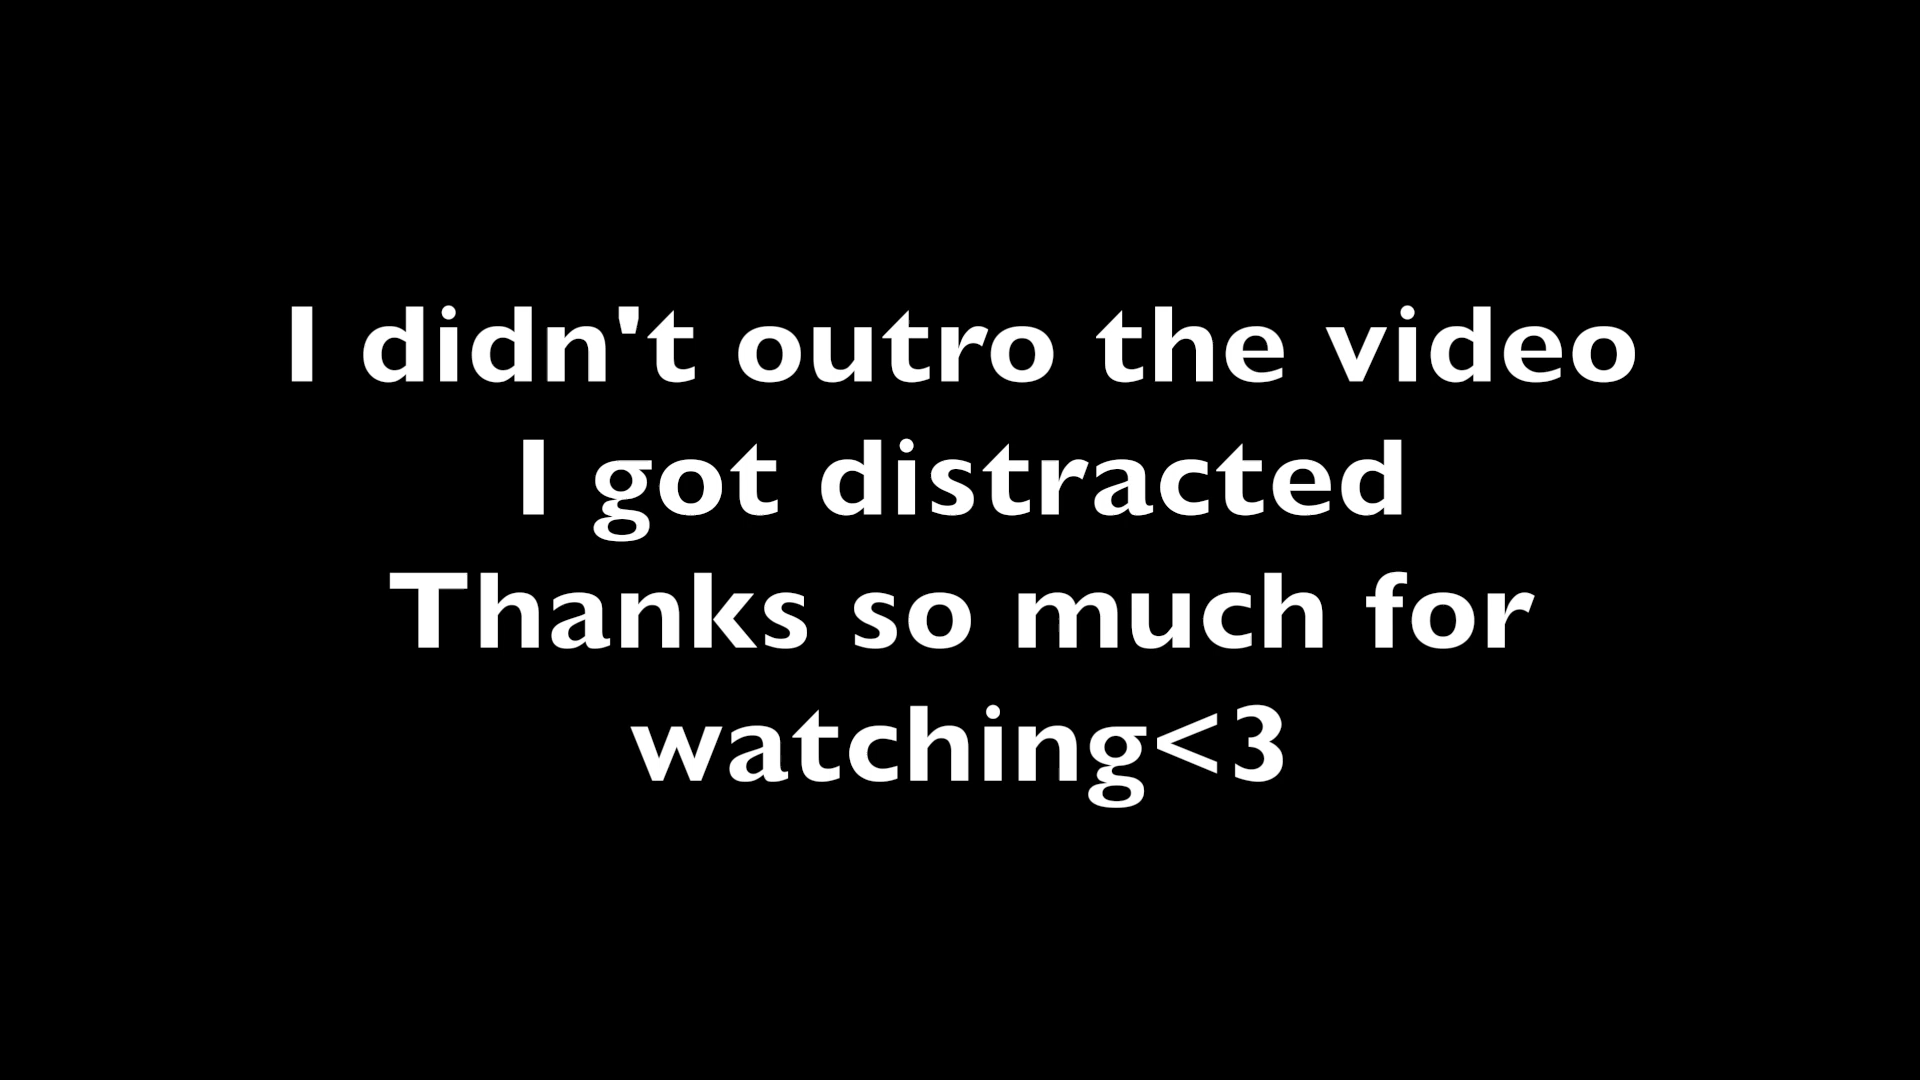 I didn't outro the video
I got distracted
Thanks so much for
watching<3